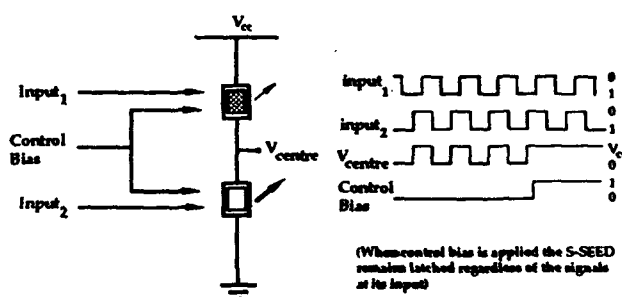 Vcc
Input1
Control
Bias
Input2
Vcentre
input1
0
1
input2
0
1
Vcentre
Vc
0
Control
Bias
1
0
(When control bias is applied the S-SEED
remains latched regardless of the signals
at its input)